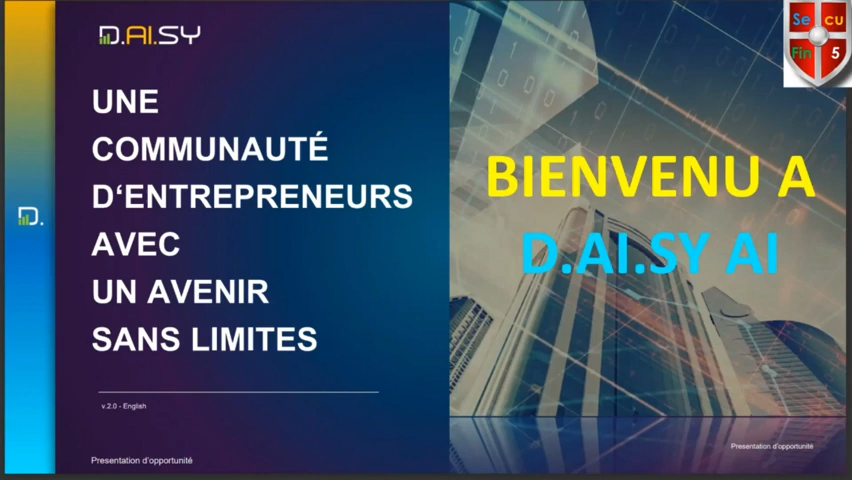 D.AI.SY
UNE
COMMUNAUTÉ
D‘ENTREPRENEURS
AVEC
UN AVENIR
SANS LIMITES
v.2.0 - English
Presentation d'opportunité
D.
BIENVENU A
D.AI.SY AI
Presentation d'opportunité
Se cu
Fin 5